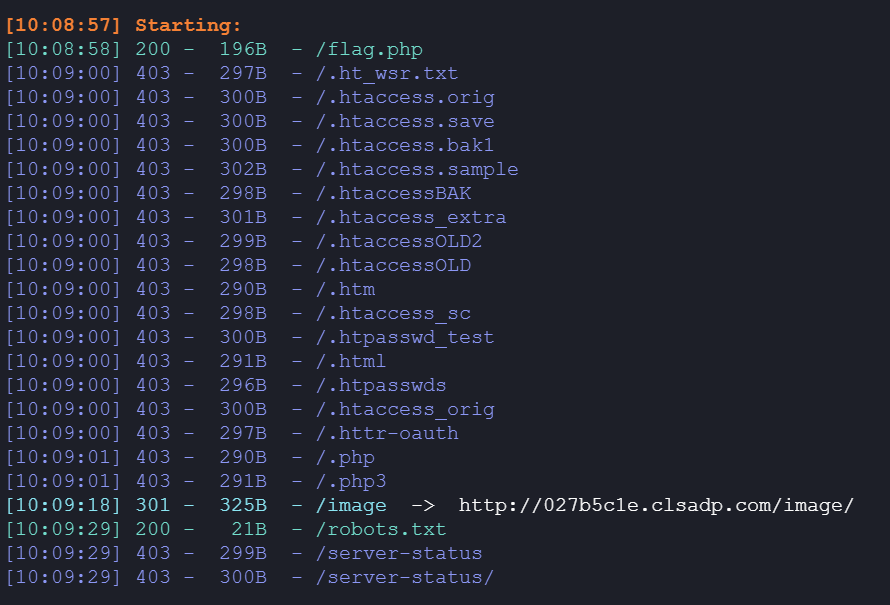 [10:08:57] Starting:
[10:08:58] 200 -  196B  - /flag.php
[10:09:00] 403 -  297B  - /.ht_wsr.txt
[10:09:00] 403 -  300B  - /.htaccess.orig
[10:09:00] 403 -  300B  - /.htaccess.save
[10:09:00] 403 -  300B  - /.htaccess.bak1
[10:09:00] 403 -  302B  - /.htaccess.sample
[10:09:00] 403 -  298B  - /.htaccessBAK
[10:09:00] 403 -  301B  - /.htaccess_extra
[10:09:00] 403 -  299B  - /.htaccessOLD2
[10:09:00] 403 -  298B  - /.htaccessOLD
[10:09:00] 403 -  290B  - /.htm
[10:09:00] 403 -  298B  - /.htaccess_sc
[10:09:00] 403 -  300B  - /.htpasswd_test
[10:09:00] 403 -  291B  - /.html
[10:09:00] 403 -  296B  - /.htpasswds
[10:09:00] 403 -  300B  - /.htaccess_orig
[10:09:00] 403 -  297B  - /.httr-oauth
[10:09:01] 403 -  290B  - /.php
[10:09:01] 403 -  291B  - /.php3
[10:09:18] 301 -  325B  - /image  ->  http://027b5c1e.clsadp.com/image/
[10:09:29] 200 -   21B  - /robots.txt
[10:09:29] 403 -  299B  - /server-status
[10:09:29] 403 -  300B  - /server-status/